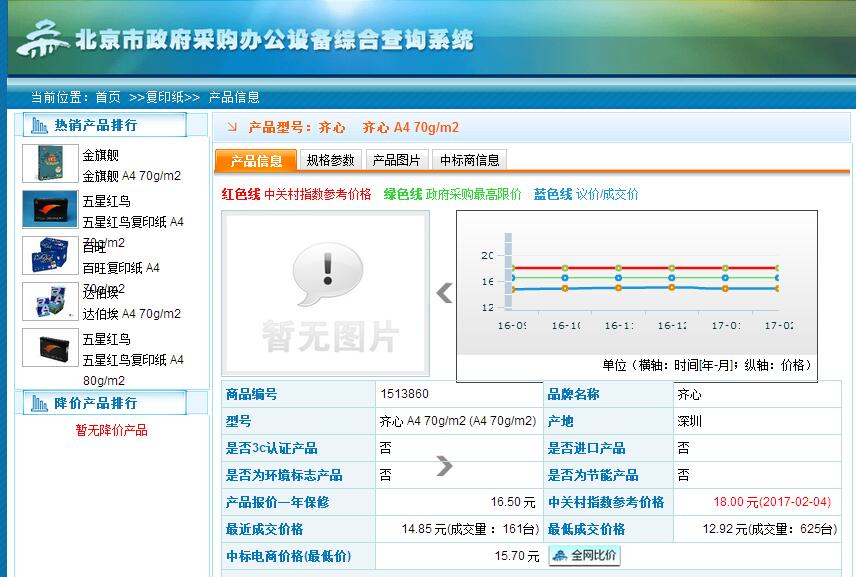 北京市政府采购办公设备综合查询系统
当前位置：首页 >>复印纸>> 产品信息
热销产品排行
金旗舰
金旗舰 A4 70g/m2
五星红鸟
五星红鸟复印纸 A4
70g/m2
百旺
百旺复印纸 A4
70g/m2
达伯埃
达伯埃 A4 70g/m2
五星红鸟
五星红鸟复印纸 A4
80g/m2
降价产品排行
暂无降价产品
产品型号：齐心 齐心 A4 70g/m2
产品信息 规格参数 产品图片 中标商信息
红色线 中关村指数参考价格 绿色线 政府采购最高限价 蓝色线 议价/成交价
暂无图片
20
16
12
16-09 16-10 16-11 16-12 17-01 17-02
单位（横轴：时间[年-月]；纵轴：价格）
商品编号 1513860 品牌名称 齐心
型号 齐心 A4 70g/m2 (A4 70g/m2) 产地 深圳
是否3c认证产品 否 是否进口产品 否
是否为环境标志产品 否 是否为节能产品 否
产品报价一年保修 16.50 元 中关村指数参考价格 18.00 元(2017-02-04)
最近成交价格 14.85 元(成交量：161台) 最低成交价格 12.92 元(成交量：625台)
中标电商价格(最低价) 15.70 元 全网比价